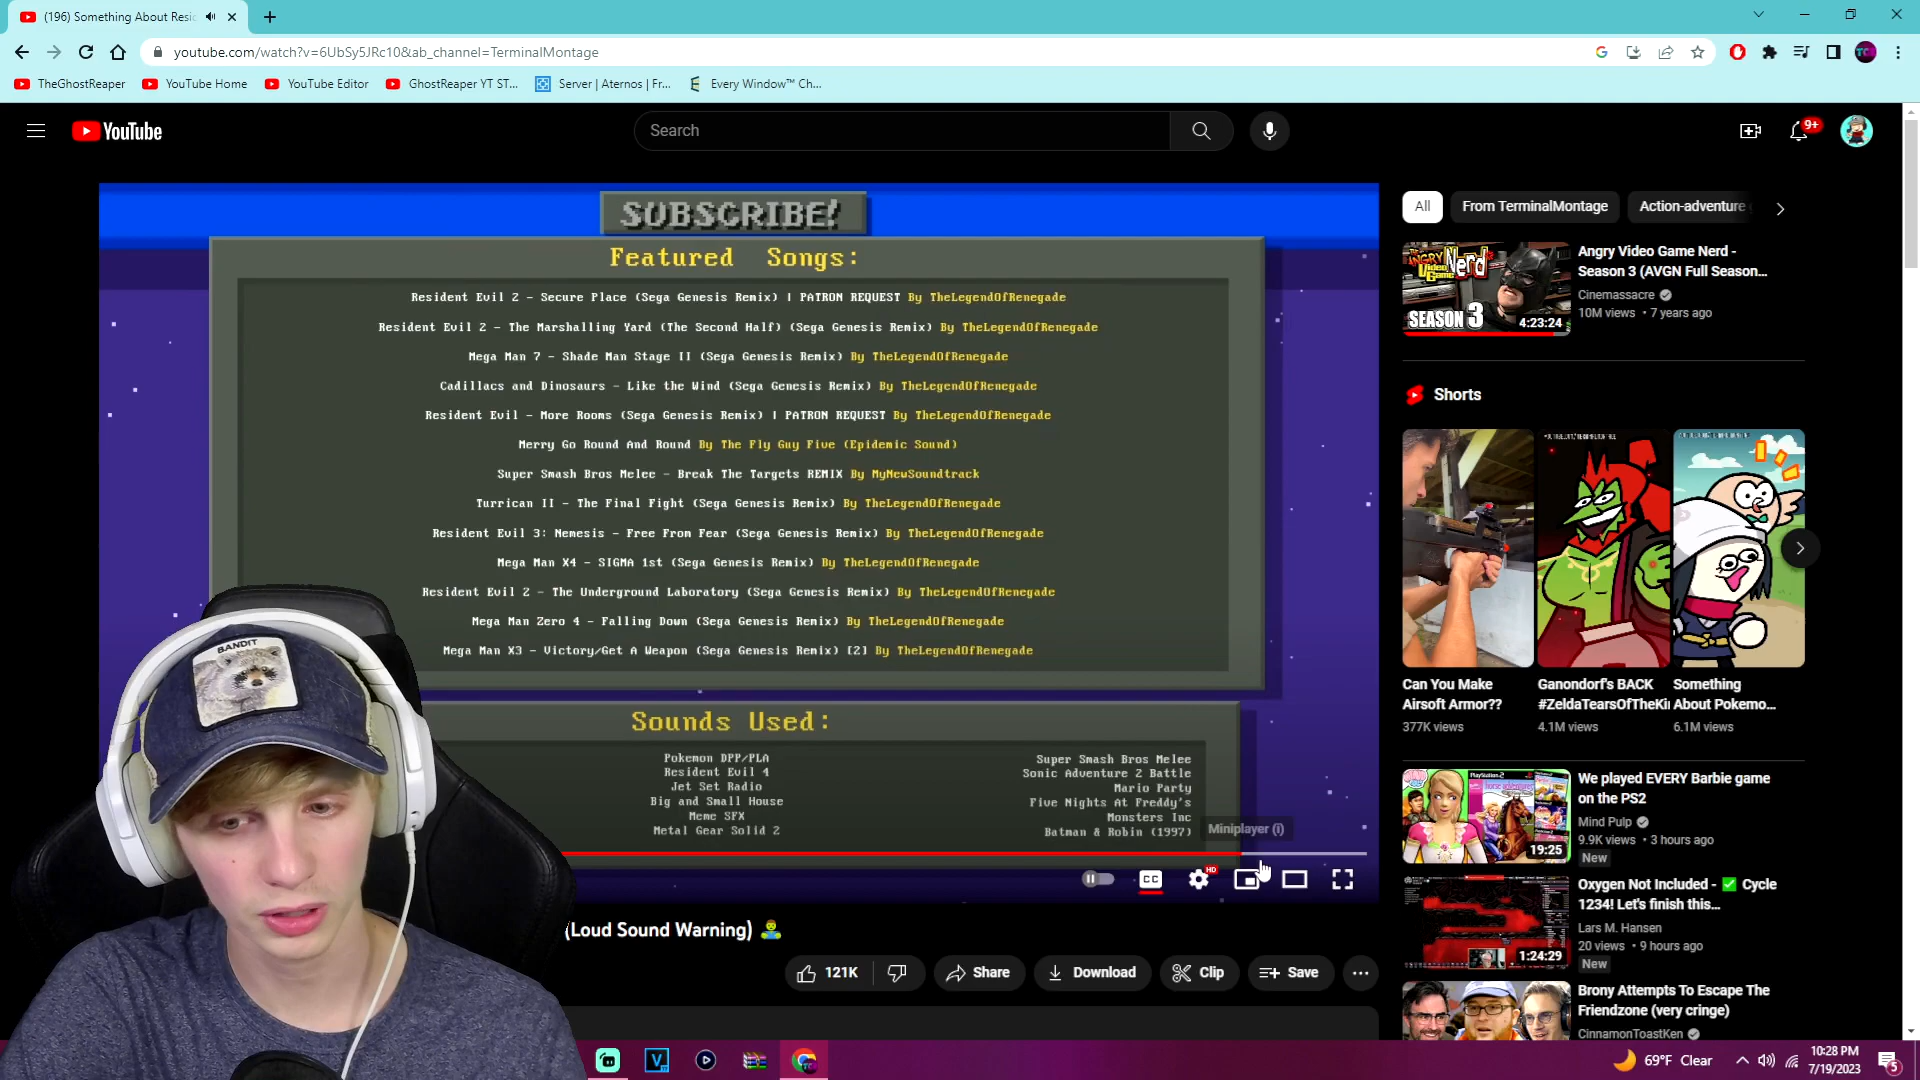 (196) Something About Resi
youtube.com/watch?v=6UbSy5JRc10&ab_channel=TerminalMontage
TheGhostReaper
YouTube Home
YouTube Editor
GhostReaper YT ST...
Server | Aternos | Fr...
Every Window™ Ch...
YouTube
Search
9+
SUBSCRIBE!
Featured Songs:
Resident Evil 2 - Secure Place (Sega Genesis Remix) | PATRON REQUEST By TheLegendOfRenegade
Resident Evil 2 - The Marshalling Yard (The Second Half) (Sega Genesis Remix) By TheLegendOfRenegade
Mega Man 7 - Shade Man Stage II (Sega Genesis Remix) By TheLegendOfRenegade
Cadillacs and Dinosaurs - Like the Wind (Sega Genesis Remix) By TheLegendOfRenegade
Resident Evil - More Rooms (Sega Genesis Remix) | PATRON REQUEST By TheLegendOfRenegade
Merry Go Round And Round By The Fly Guy Five (Epidemic Sound)
Super Smash Bros Melee - Break The Targets REMIX By MyNewSoundtrack
Turrican II - The Final Fight (Sega Genesis Remix) By TheLegendOfRenegade
Resident Evil 3: Nemesis - Free From Fear (Sega Genesis Remix) By TheLegendOfRenegade
Mega Man X4 - SIGMA 1st (Sega Genesis Remix) By TheLegendOfRenegade
Resident Evil 2 - The Underground Laboratory (Sega Genesis Remix) By TheLegendOfRenegade
Mega Man Zero 4 - Falling Down (Sega Genesis Remix) By TheLegendOfRenegade
Mega Man X3 - Victory/Get A Weapon (Sega Genesis Remix) [2] By TheLegendOfRenegade
Sounds Used:
Pokemon DPP/PLA
Resident Evil 4
Jet Set Radio
Big and Small House
Meme SFX
Metal Gear Solid 2
Super Smash Bros Melee
Sonic Adventure 2 Battle
Mario Party
Five Nights At Freddy's
Monsters Inc
Batman & Robin (1997)
Miniplayer (i)
CC
HD
BANDIT
(Loud Sound Warning)
121K
Share
Download
Clip
Save
All
From TerminalMontage
Action-adventure
ANGRY Video Game Nerd
SEASON 3
4:23:24
Angry Video Game Nerd -
Season 3 (AVGN Full Season...
Cinemassacre
10M views • 7 years ago
Shorts
Can You Make
Airsoft Armor??
377K views
Ganondorf's BACK
#ZeldaTearsOfTheKi
4.1M views
Something
About Pokemo...
6.1M views
PlayStation 2
19:25
We played EVERY Barbie game
on the PS2
Mind Pulp
9.9K views • 3 hours ago
New
1:24:29
Oxygen Not Included - ✅ Cycle
1234! Let's finish this...
Lars M. Hansen
20 views • 9 hours ago
New
Brony Attempts To Escape The
Friendzone (very cringe)
CinnamonToastKen
69°F Clear
10:28 PM
7/19/2023
5